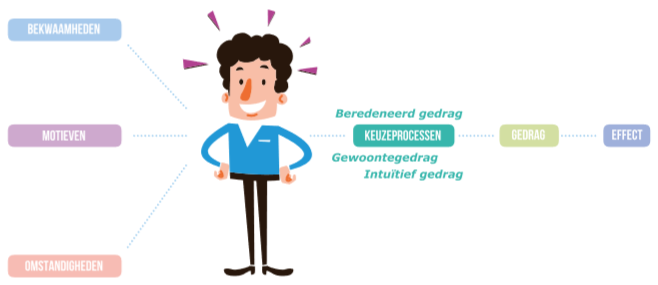 BEKWAAMHEDEN
MOTIEVEN
OMSTANDIGHEDEN
Beredeneerd gedrag
KEUZEPROCESSEN
Gewoontegedrag
Intuïtief gedrag
GEDRAG
EFFECT